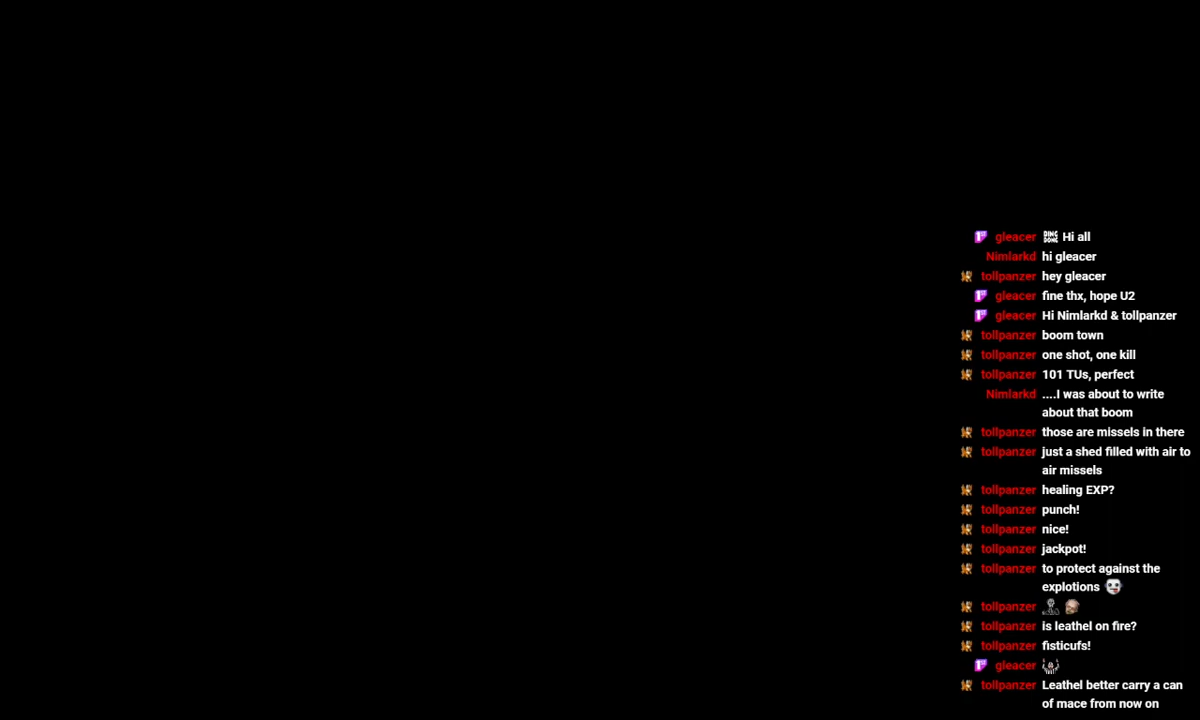 gleacer DING DONG Hi all
Nimlarkd hi gleacer
tollpanzer hey gleacer
gleacer fine thx, hope U2
gleacer Hi Nimlarkd & tollpanzer
tollpanzer boom town
tollpanzer one shot, one kill
tollpanzer 101 TUs, perfect
Nimlarkd ....I was about to write
about that boom
tollpanzer those are missels in there
tollpanzer just a shed filled with air to
air missels
tollpanzer healing EXP?
tollpanzer punch!
tollpanzer nice!
tollpanzer jackpot!
tollpanzer to protect against the
explotions
tollpanzer
tollpanzer is leathel on fire?
tollpanzer fisticufs!
gleacer
tollpanzer Leathel better carry a can
of mace from now on